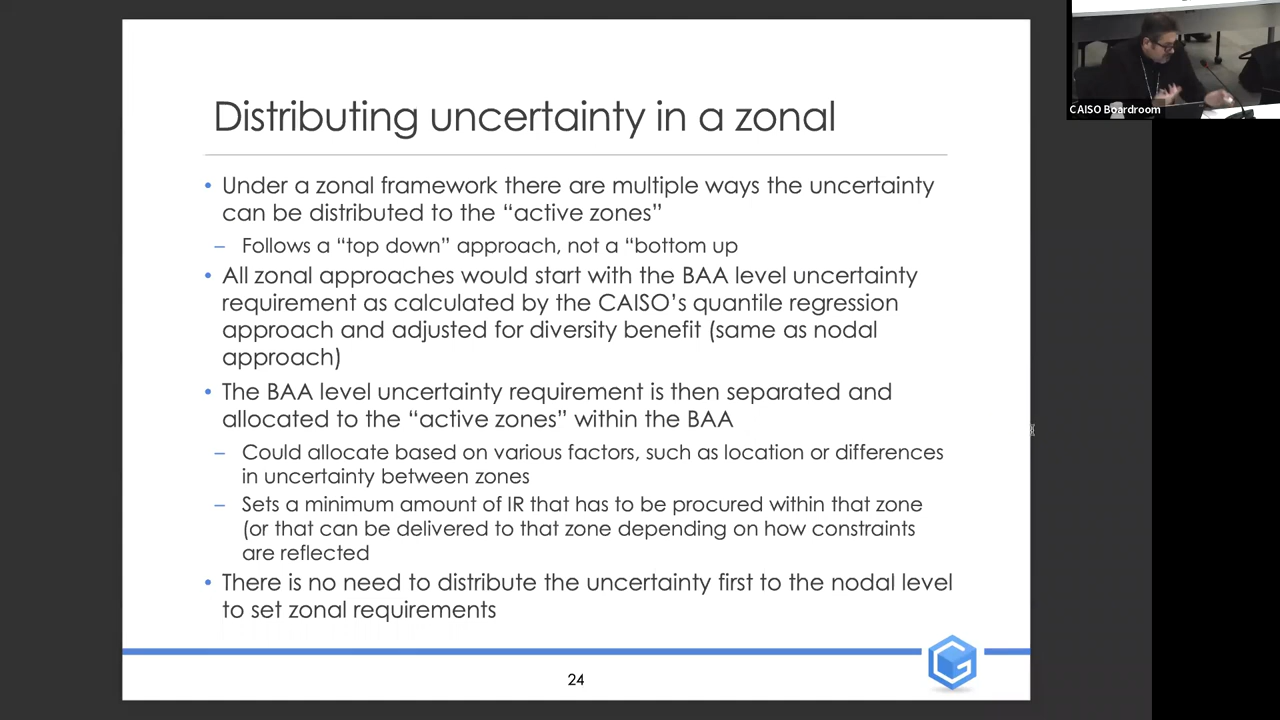 Distributing uncertainty in a zonal
• Under a zonal framework there are multiple ways the uncertainty
can be distributed to the “active zones”
– Follows a “top down” approach, not a “bottom up
• All zonal approaches would start with the BAA level uncertainty
requirement as calculated by the CAISO’s quantile regression
approach and adjusted for diversity benefit (same as nodal
approach)
• The BAA level uncertainty requirement is then separated and
allocated to the “active zones” within the BAA
– Could allocate based on various factors, such as location or differences
in uncertainty between zones
– Sets a minimum amount of IR that has to be procured within that zone
(or that can be delivered to that zone depending on how constraints
are reflected
• There is no need to distribute the uncertainty first to the nodal level
to set zonal requirements
24
CAISO Boardroom